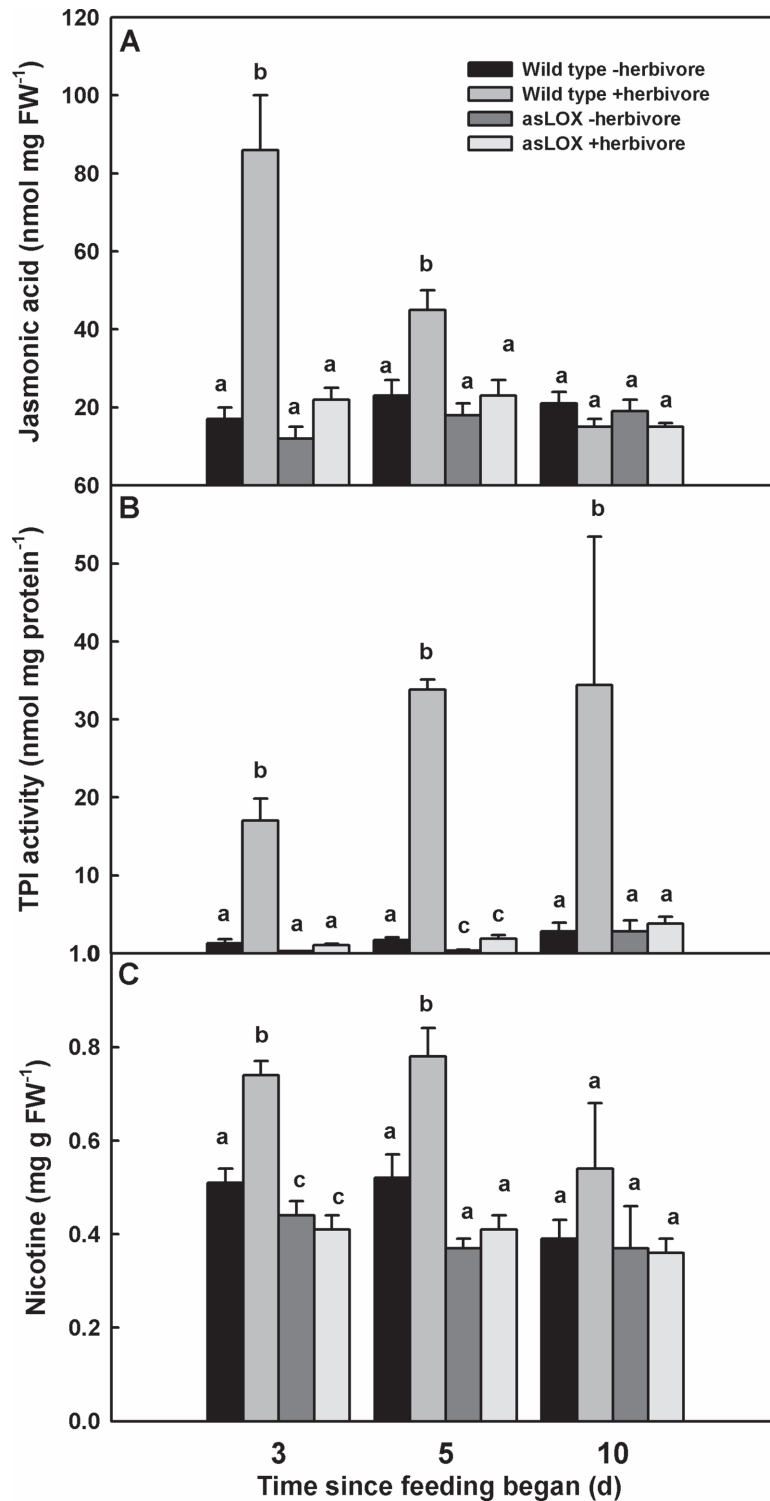 120
A
b
Wild type -herbivore
Wild type +herbivore
asLOX -herbivore
asLOX +herbivore
100
80
60
40
20
Jasmonic acid (nmol mg FW-1)
b
a a a a a a a a a a
60
B
50
40
30
20
10
TPI activity (nmol mg protein-1)
b b b
a a a a c c a a a
1.0
C
0.8
0.6
0.4
0.2
0.0
Nicotine (mg g FW-1)
b b
a c c a a a a a a a
3 5 10
Time since feeding began (d)